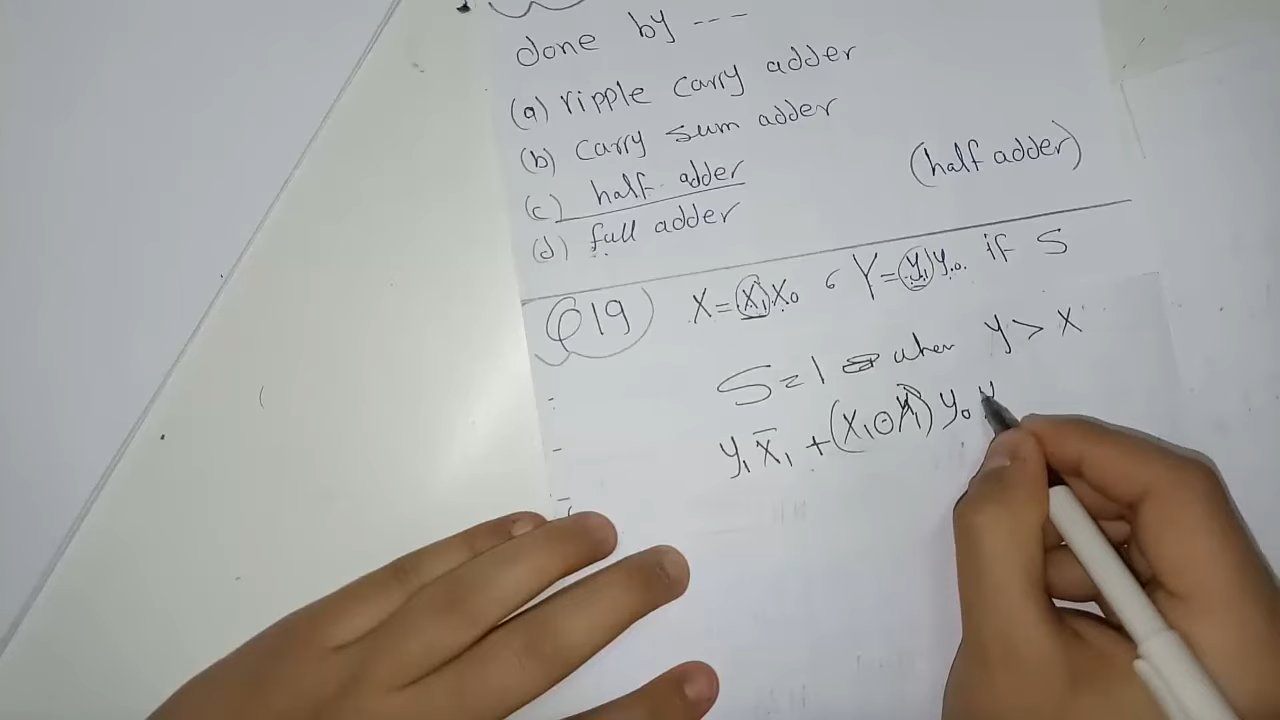 done by ---
(a) ripple carry adder
(b) carry sum adder
(c) half adder
(half adder)
(d) full adder
Q19 X=X₁X₀ , Y=y₁y₀ if S
S=1 when y > x
y₁x̄₁ + (x₁⊙y₁) y₀